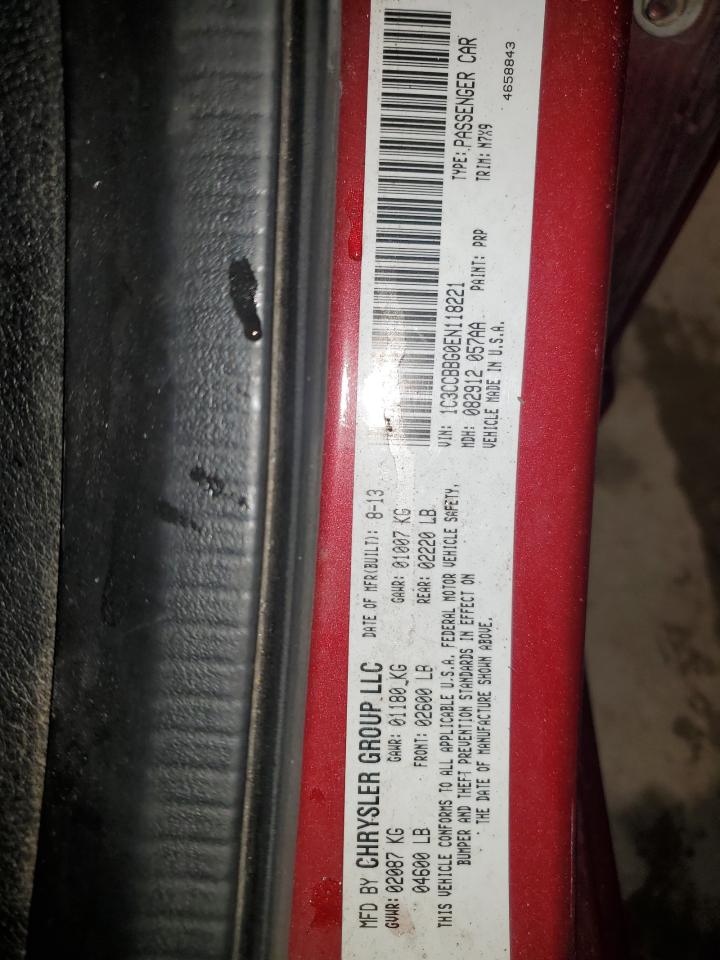 MFD BY CHRYSLER GROUP LLC DATE OF MFR(BUILT): 8-13
GVWR: 02087 KG GAWR: 01180 KG GAWR: 01007 KG
04600 LB FRONT: 02600 LB REAR: 02220 LB
THIS VEHICLE CONFORMS TO ALL APPLICABLE U.S.A. FEDERAL MOTOR VEHICLE SAFETY,
BUMPER AND THEFT PREVENTION STANDARDS IN EFFECT ON
THE DATE OF MANUFACTURE SHOWN ABOVE.
VIN: 1C3CCBBG0EN118221 TYPE: PASSENGER CAR
MDH: 082912 057AA PAINT: PRP TRIM: N7X9
VEHICLE MADE IN U.S.A.
4658843